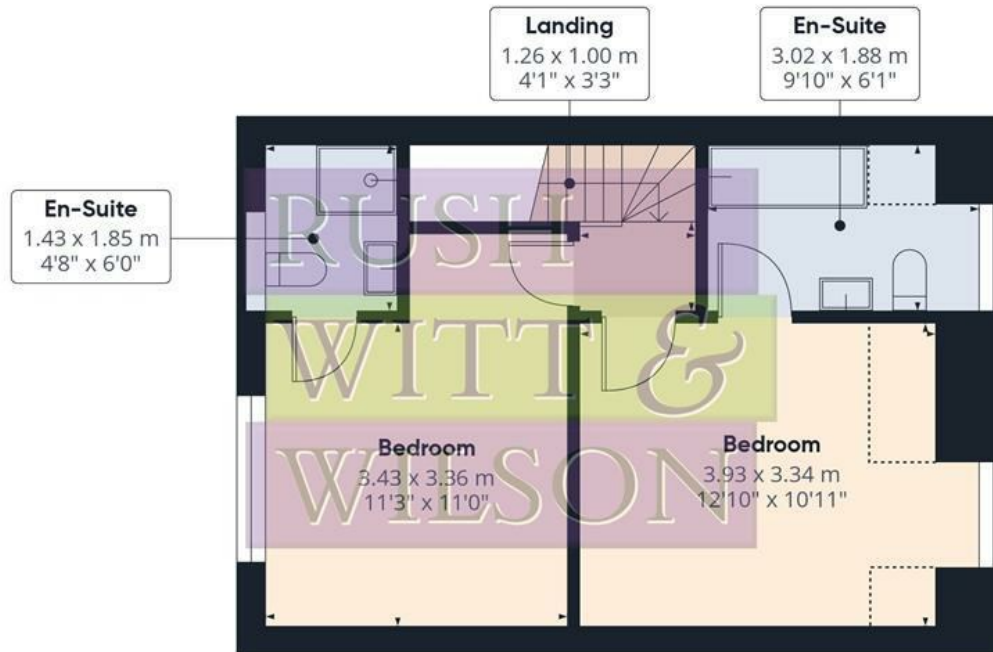 Landing
1.26 x 1.00 m
4'1" x 3'3"
En-Suite
3.02 x 1.88 m
9'10" x 6'1"
En-Suite
1.43 x 1.85 m
4'8" x 6'0"
RUSH
WITT &
WILSON
Bedroom
3.43 x 3.36 m
11'3" x 11'0"
Bedroom
3.93 x 3.34 m
12'10" x 10'11"